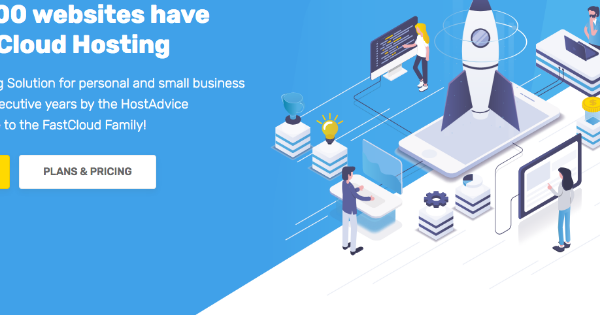 00 websites have
Cloud Hosting
g Solution for personal and small business
ecutive years by the HostAdvice
to the FastCloud Family!
PLANS & PRICING